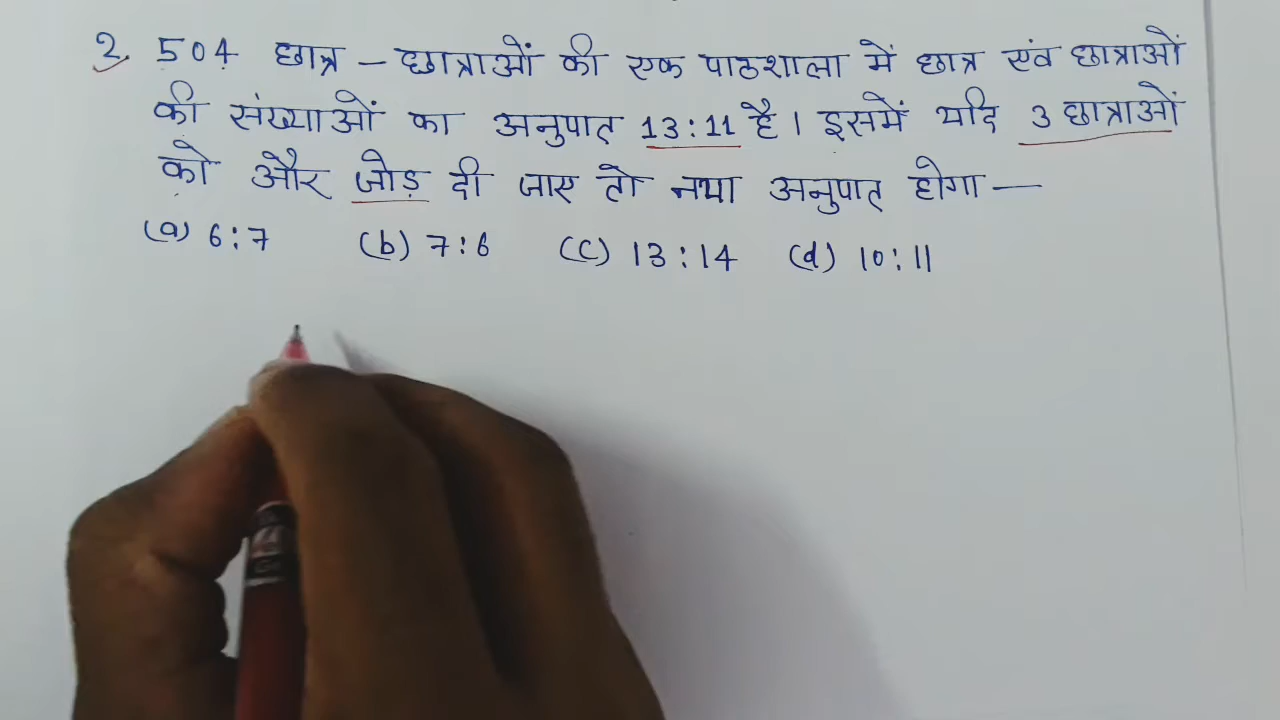 2. 504 छात्र - छात्राओं की एक पाठशाला में छात्र एंव छात्राओं
की संख्याओं का अनुपात 13:11 है। इसमें यदि 3 छात्राओं
को और जोड़ दी जाए तो नया अनुपात होगा —
(a) 6:7 (b) 7:6 (C) 13:14 (d) 10:11